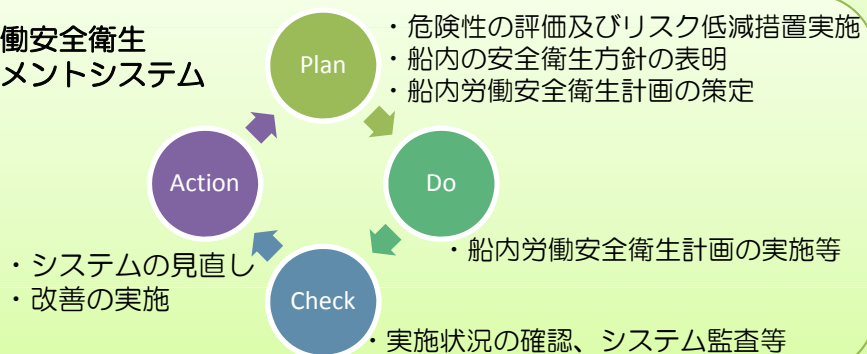 働安全衛生
メントシステム
Plan
・危険性の評価及びリスク低減措置実施
・船内の安全衛生方針の表明
・船内労働安全衛生計画の策定
Action
Do
・船内労働安全衛生計画の実施等
・システムの見直し
・改善の実施
Check
・実施状況の確認、システム監査等